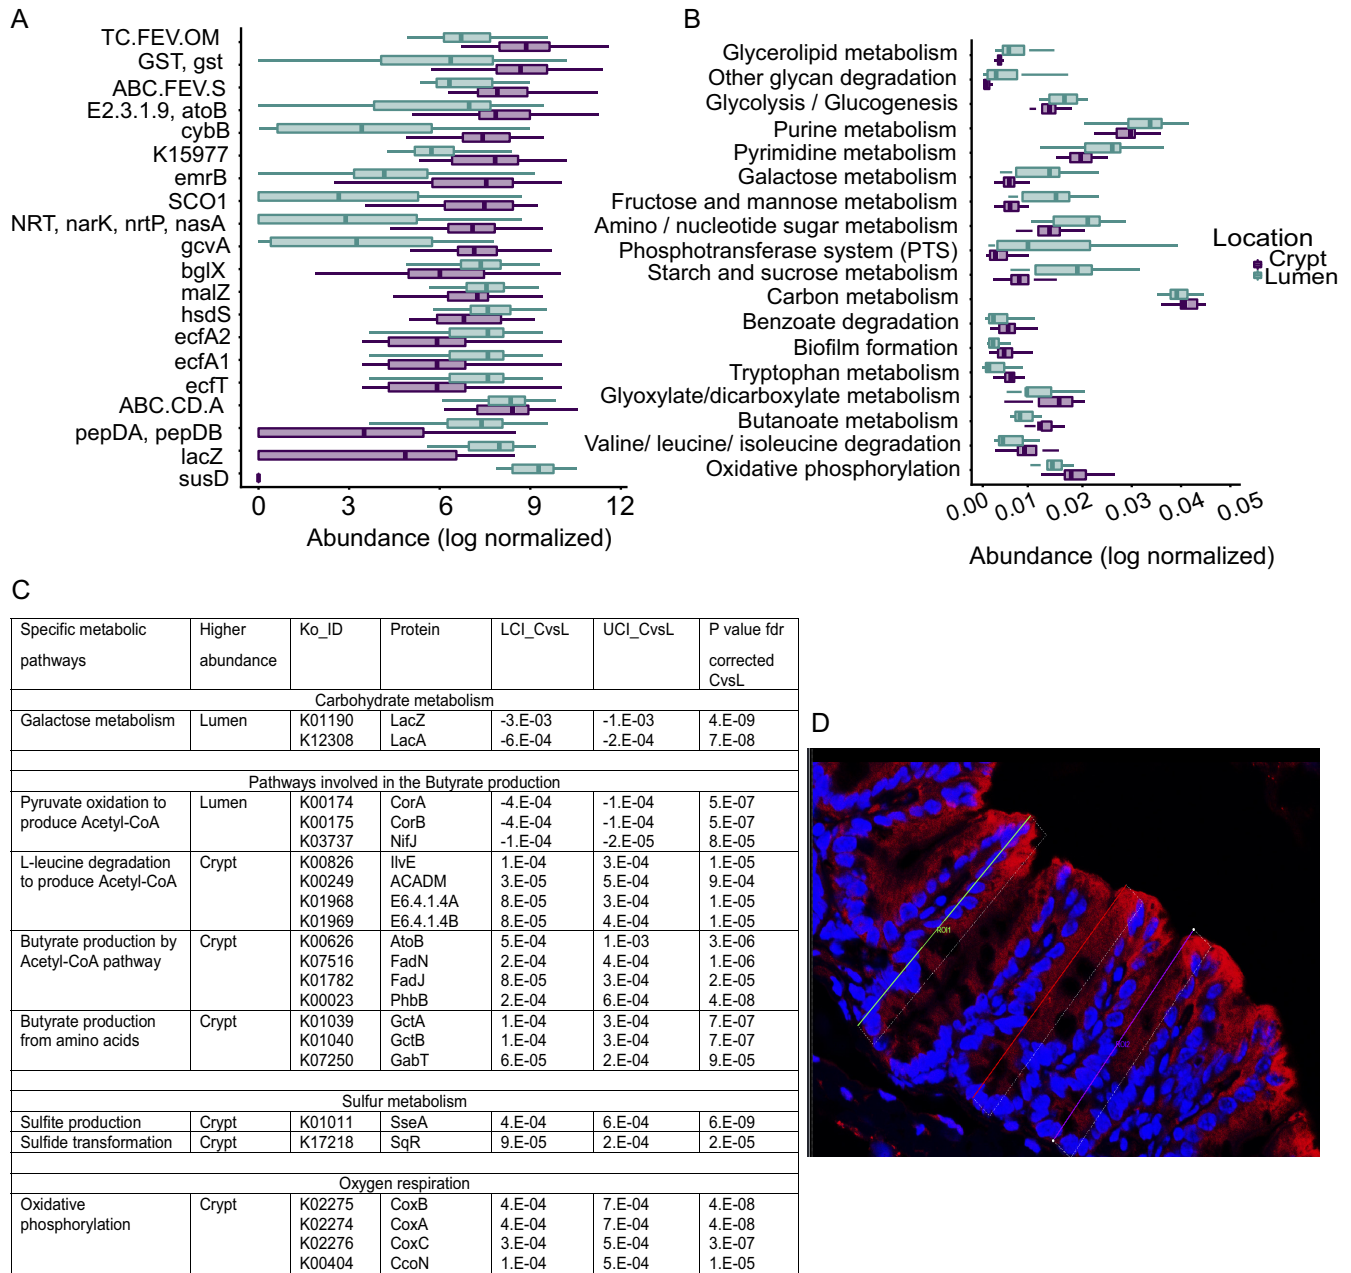 A
TC.FEV.OM
GST, gst
ABC.FEV.S
E2.3.1.9, atoB
cybB
K15977
emrB
SCO1
NRT, narK, nrtP, nasA
gcvA
bglX
malZ
hsdS
ecfA2
ecfA1
ecfT
ABC.CD.A
pepDA, pepDB
lacZ
susD
0 3 6 9 12
Abundance (log normalized)
B
Glycerolipid metabolism
Other glycan degradation
Glycolysis / Glucogenesis
Purine metabolism
Pyrimidine metabolism
Galactose metabolism
Fructose and mannose metabolism
Amino / nucleotide sugar metabolism
Phosphotransferase system (PTS)
Starch and sucrose metabolism
Carbon metabolism
Benzoate degradation
Biofilm formation
Tryptophan metabolism
Glyoxylate/dicarboxylate metabolism
Butanoate metabolism
Valine/ leucine/ isoleucine degradation
Oxidative phosphorylation
0.00 0.01 0.02 0.03 0.04 0.05
Abundance (log normalized)
Location
Crypt
Lumen
C
Specific metabolic pathways Higher abundance Ko_ID Protein LCI_CvsL UCI_CvsL P value fdr corrected CvsL
Carbohydrate metabolism
Galactose metabolism Lumen K01190 LacZ -3.E-03 -1.E-03 4.E-09
K12308 LacA -6.E-04 -2.E-04 7.E-08
Pathways involved in the Butyrate production
Pyruvate oxidation to Lumen K00174 CorA -4.E-04 -1.E-04 5.E-07
produce Acetyl-CoA K00175 CorB -4.E-04 -1.E-04 5.E-07
K03737 NifJ -1.E-04 -2.E-05 8.E-05
L-leucine degradation Crypt K00826 IlvE 1.E-04 3.E-04 1.E-05
to produce Acetyl-CoA K00249 ACADM 3.E-05 5.E-04 9.E-04
K01968 E6.4.1.4A 8.E-05 3.E-04 1.E-05
K01969 E6.4.1.4B 8.E-05 4.E-04 1.E-05
Butyrate production by Crypt K00626 AtoB 5.E-04 1.E-03 3.E-06
Acetyl-CoA pathway K07516 FadN 2.E-04 4.E-04 1.E-06
K01782 FadJ 8.E-05 3.E-04 2.E-05
K00023 PhbB 2.E-04 6.E-04 4.E-08
Butyrate production Crypt K01039 GctA 1.E-04 3.E-04 7.E-07
from amino acids K01040 GctB 1.E-04 3.E-04 7.E-07
K07250 GabT 6.E-05 2.E-04 9.E-05
Sulfur metabolism
Sulfite production Crypt K01011 SseA 4.E-04 6.E-04 6.E-09
Sulfide transformation Crypt K17218 SqR 9.E-05 2.E-04 2.E-05
Oxygen respiration
Oxidative Crypt K02275 CoxB 4.E-04 7.E-04 4.E-08
phosphorylation K02274 CoxA 4.E-04 7.E-04 4.E-08
K02276 CoxC 3.E-04 5.E-04 3.E-07
K00404 CcoN 1.E-04 5.E-04 1.E-05
D
ROI1